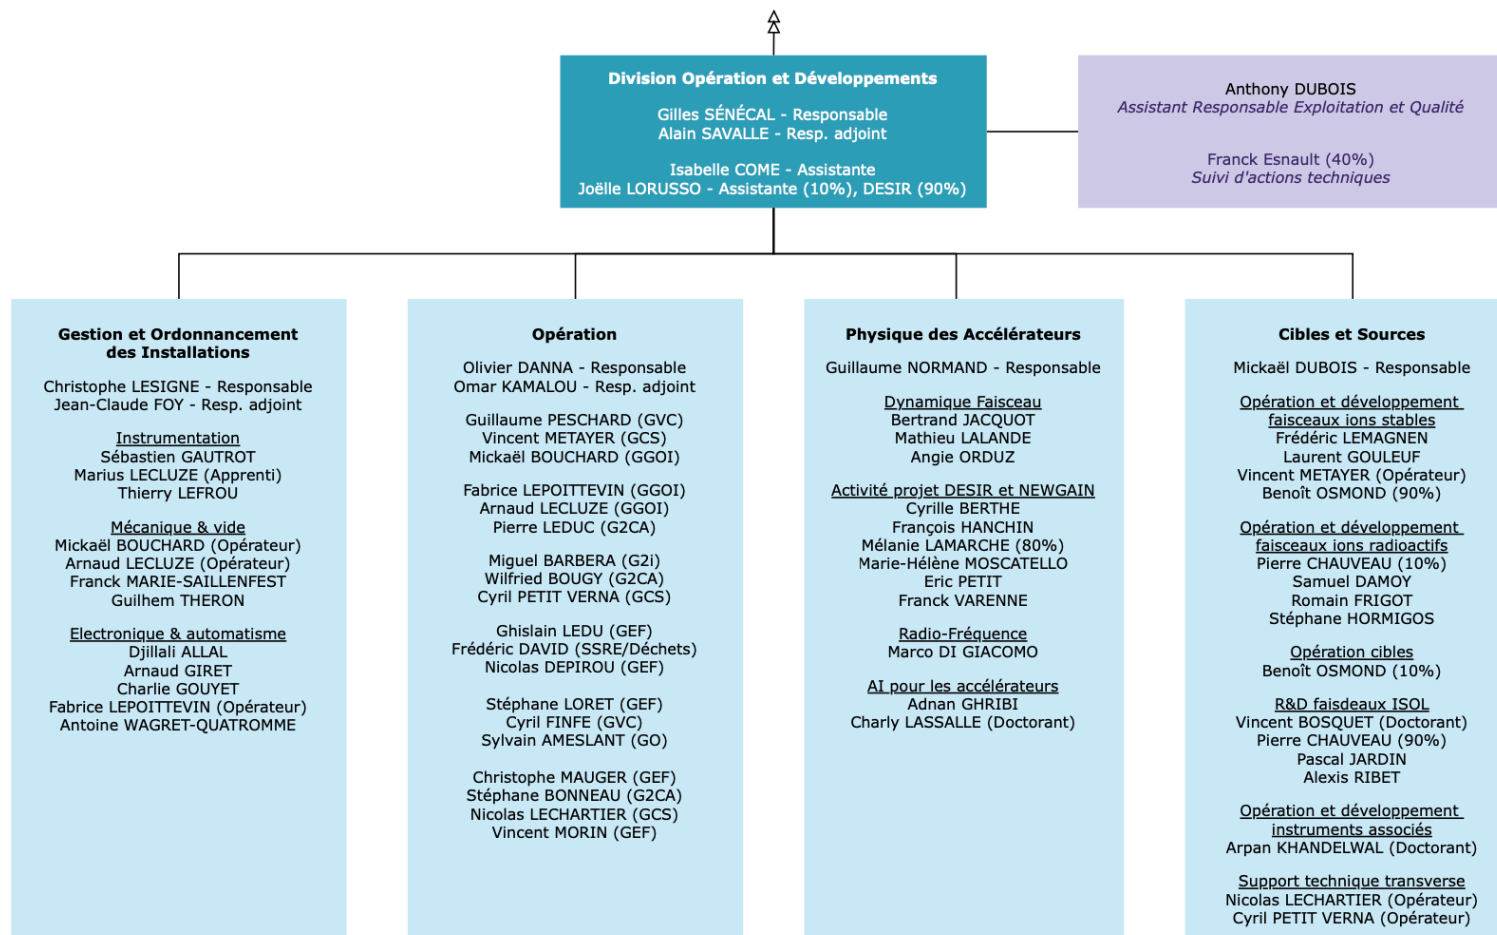 Division Opération et Développements
Gilles SÉNÉCAL - Responsable
Alain SAVALLE - Resp. adjoint
Isabelle COME - Assistante
Joëlle LORUSSO - Assistante (10%), DESIR (90%)
Anthony DUBOIS
Assistant Responsable Exploitation et Qualité
Franck Esnault (40%)
Suivi d'actions techniques
Gestion et Ordonnancement
des Installations
Christophe LESIGNE - Responsable
Jean-Claude FOY - Resp. adjoint
Instrumentation
Sébastien GAUTROT
Marius LECLUZE (Apprenti)
Thierry LEFROU
Mécanique & vide
Mickaël BOUCHARD (Opérateur)
Arnaud LECLUZE (Opérateur)
Franck MARIE-SAILLENFEST
Guilhem THERON
Electronique & automatisme
Djillali ALLAL
Arnaud GIRET
Charlie GOUYET
Fabrice LEPOITTEVIN (Opérateur)
Antoine WAGRET-QUATROMME
Opération
Olivier DANNA - Responsable
Omar KAMALOU - Resp. adjoint
Guillaume PESCHARD (GVC)
Vincent METAYER (GCS)
Mickaël BOUCHARD (GGOI)
Fabrice LEPOITTEVIN (GGOI)
Arnaud LECLUZE (GGOI)
Pierre LEDUC (G2CA)
Miguel BARBERA (G2i)
Wilfried BOUGY (G2CA)
Cyril PETIT VERNA (GCS)
Ghislain LEDU (GEF)
Frédéric DAVID (SSRE/Déchets)
Nicolas DEPIROU (GEF)
Stéphane LORET (GEF)
Cyril FINFE (GVC)
Sylvain AMESLANT (GO)
Christophe MAUGER (GEF)
Stéphane BONNEAU (G2CA)
Nicolas LECHARTIER (GCS)
Vincent MORIN (GEF)
Physique des Accélérateurs
Guillaume NORMAND - Responsable
Dynamique Faisceau
Bertrand JACQUOT
Mathieu LALANDE
Angie ORDUZ
Activité projet DESIR et NEWGAIN
Cyrille BERTHE
François HANCHIN
Mélanie LAMARCHE (80%)
Marie-Hélène MOSCATELLO
Eric PETIT
Franck VARENNE
Radio-Fréquence
Marco DI GIACOMO
AI pour les accélérateurs
Adnan GHRIBI
Charly LASSALLE (Doctorant)
Cibles et Sources
Mickaël DUBOIS - Responsable
Opération et développement
faisceaux ions stables
Frédéric LEMAGNEN
Laurent GOULEUF
Vincent METAYER (Opérateur)
Benoît OSMOND (90%)
Opération et développement
faisceaux ions radioactifs
Pierre CHAUVEAU (10%)
Samuel DAMOY
Romain FRIGOT
Stéphane HORMIGOS
Opération cibles
Benoît OSMOND (10%)
R&D faisdeaux ISOL
Vincent BOSQUET (Doctorant)
Pierre CHAUVEAU (90%)
Pascal JARDIN
Alexis RIBET
Opération et développement
instruments associés
Arpan KHANDELWAL (Doctorant)
Support technique transverse
Nicolas LECHARTIER (Opérateur)
Cyril PETIT VERNA (Opérateur)